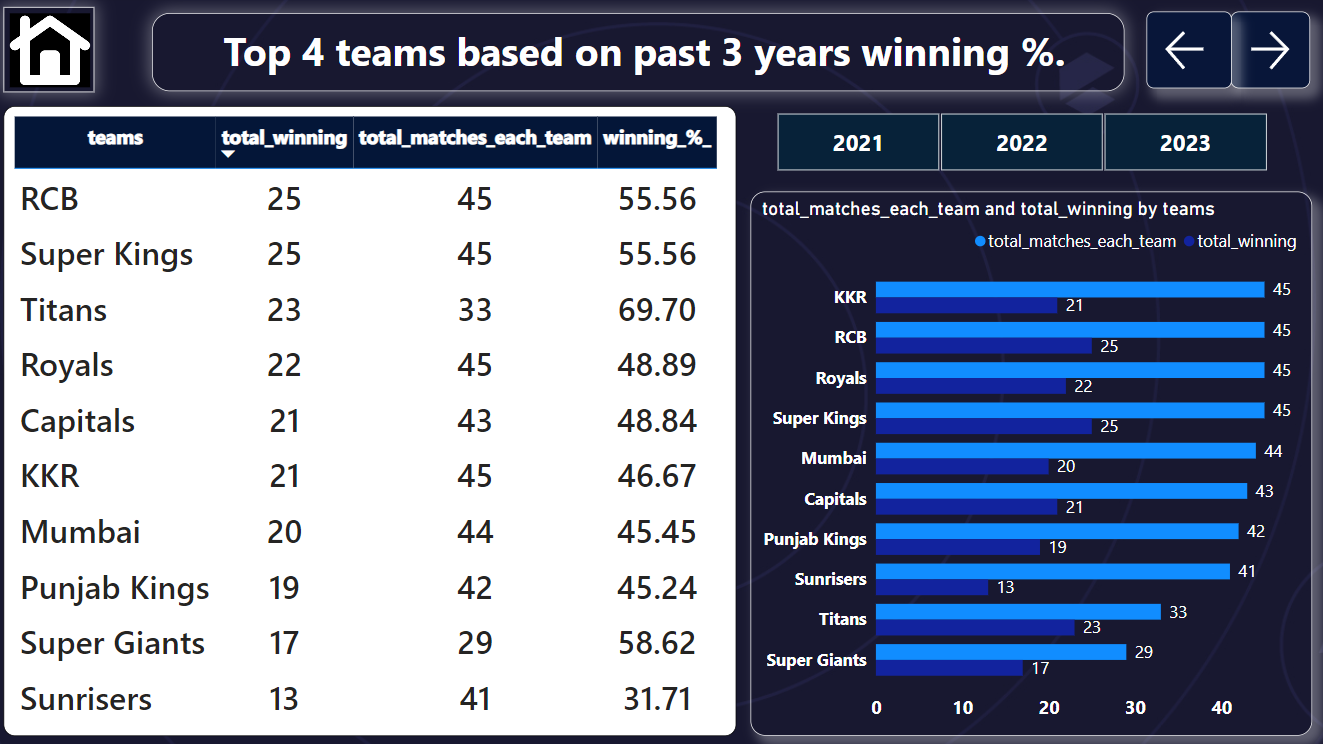 Top 4 teams based on past 3 years winning %.
teams total_winning total_matches_each_team winning_%_
RCB 25 45 55.56
Super Kings 25 45 55.56
Titans 23 33 69.70
Royals 22 45 48.89
Capitals 21 43 48.84
KKR 21 45 46.67
Mumbai 20 44 45.45
Punjab Kings 19 42 45.24
Super Giants 17 29 58.62
Sunrisers 13 41 31.71
2021 2022 2023
total_matches_each_team and total_winning by teams
total_matches_each_team total_winning
KKR 45
21
RCB 45
25
Royals 45
22
Super Kings 45
25
Mumbai 44
20
Capitals 43
21
Punjab Kings 42
19
Sunrisers 41
13
Titans 33
23
Super Giants 29
17
0 10 20 30 40